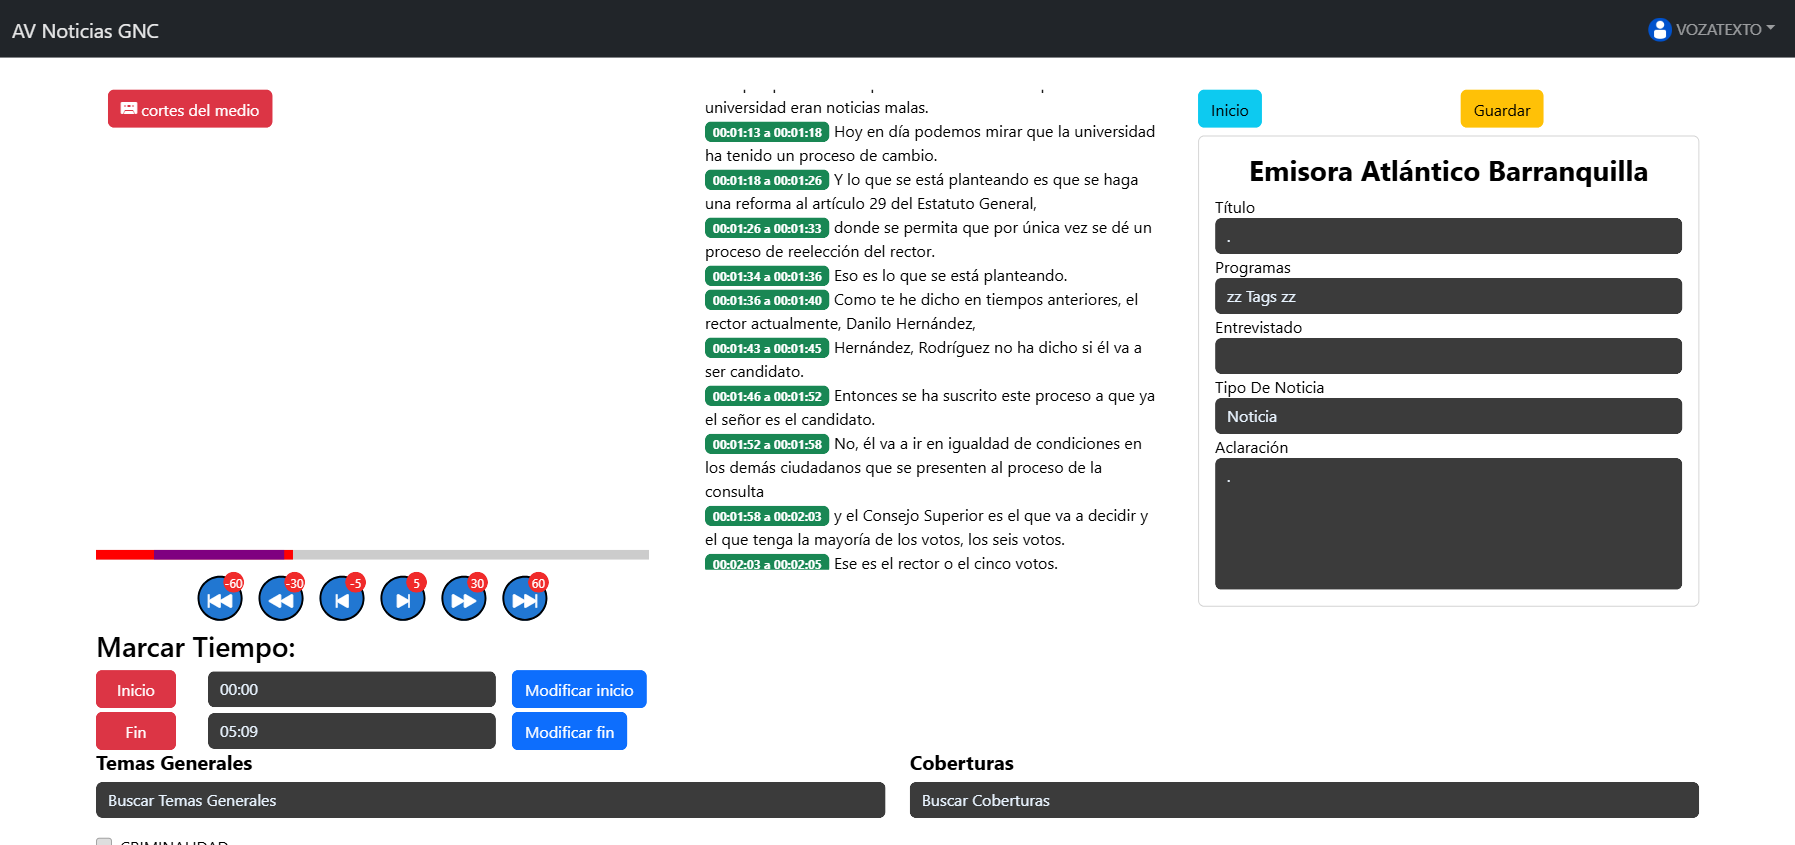 AV Noticias GNC
VOZATEXTO
cortes del medio
universidad eran noticias malas.
00:01:13 a 00:01:18 Hoy en día podemos mirar que la universidad
ha tenido un proceso de cambio.
00:01:18 a 00:01:26 Y lo que se está planteando es que se haga
una reforma al artículo 29 del Estatuto General,
00:01:26 a 00:01:33 donde se permita que por única vez se dé un
proceso de reelección del rector.
00:01:34 a 00:01:36 Eso es lo que se está planteando.
00:01:36 a 00:01:40 Como te he dicho en tiempos anteriores, el
rector actualmente, Danilo Hernández,
00:01:43 a 00:01:45 Hernández, Rodríguez no ha dicho si él va a
ser candidato.
00:01:46 a 00:01:52 Entonces se ha suscrito este proceso a que ya
el señor es el candidato.
00:01:52 a 00:01:58 No, él va a ir en igualdad de condiciones en
los demás ciudadanos que se presenten al proceso de la
consulta
00:01:58 a 00:02:03 y el Consejo Superior es el que va a decidir y
el que tenga la mayoría de los votos, los seis votos.
00:02:03 a 00:02:05 Ese es el rector o el cinco votos.
Inicio
Guardar
Emisora Atlántico Barranquilla
Título
.
Programas
zz Tags zz
Entrevistado
Tipo De Noticia
Noticia
Aclaración
.
-60
-30
-5
5
30
60
Marcar Tiempo:
Inicio
00:00
Modificar inicio
Fin
05:09
Modificar fin
Temas Generales
Coberturas
Buscar Temas Generales
Buscar Coberturas
CRIMINALIDAD